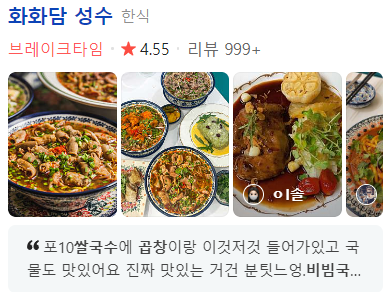 화화담 성수 한식
브레이크타임 · ★ 4.55 · 리뷰 999+
이솔
❝ 포10쌀국수에 곱창이랑 이것저것 들어가있고 국
물도 맛있어요 진짜 맛있는 거건 분팃느엉.비빔국...